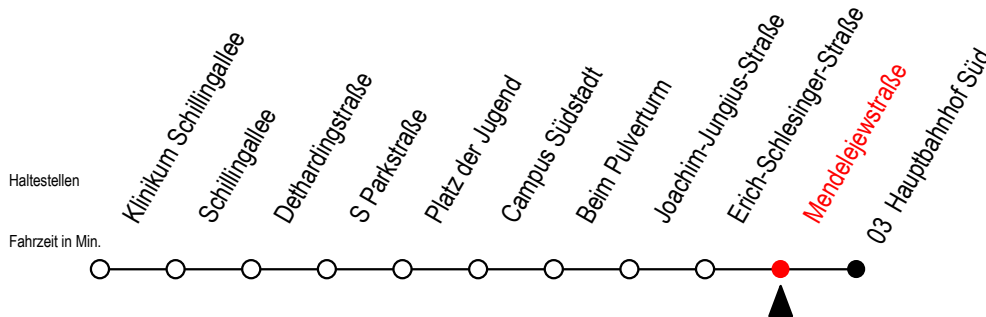 Haltestellen
Klinikum Schillingallee
Schillingallee
Dethardingstraße
S Parkstraße
Platz der Jugend
Campus Südstadt
Beim Pulverturm
Joachim-Jungius-Straße
Erich-Schlesinger-Straße
Mendelejewstraße
03 Hauptbahnhof Süd
Fahrzeit in Min.